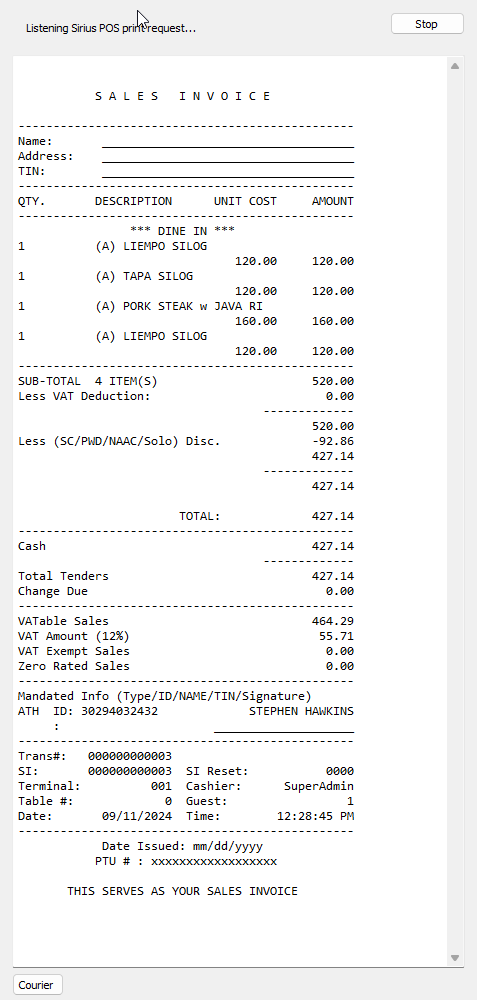 Listening Sirius POS print request...
Stop
S A L E S   I N V O I C E
------------------------------------------------
Name: ____________________________________
Address: ____________________________________
TIN: ____________________________________
------------------------------------------------
QTY. DESCRIPTION UNIT COST AMOUNT
------------------------------------------------
*** DINE IN ***
1 (A) LIEMPO SILOG
120.00 120.00
1 (A) TAPA SILOG
120.00 120.00
1 (A) PORK STEAK w JAVA RI
160.00 160.00
1 (A) LIEMPO SILOG
120.00 120.00
------------------------------------------------
SUB-TOTAL 4 ITEM(S) 520.00
Less VAT Deduction: 0.00
-------------
520.00
Less (SC/PWD/NAAC/Solo) Disc. -92.86
427.14
-------------
427.14
TOTAL: 427.14
------------------------------------------------
Cash 427.14
-------------
Total Tenders 427.14
Change Due 0.00
------------------------------------------------
VATable Sales 464.29
VAT Amount (12%) 55.71
VAT Exempt Sales 0.00
Zero Rated Sales 0.00
------------------------------------------------
Mandated Info (Type/ID/NAME/TIN/Signature)
ATH ID: 30294032432 STEPHEN HAWKINS
: ____________________
------------------------------------------------
Trans#: 000000000003
SI: 000000000003 SI Reset: 0000
Terminal: 001 Cashier: SuperAdmin
Table #: 0 Guest: 1
Date: 09/11/2024 Time: 12:28:45 PM
------------------------------------------------
Date Issued: mm/dd/yyyy
PTU # : xxxxxxxxxxxxxxxxxx
THIS SERVES AS YOUR SALES INVOICE
Courier